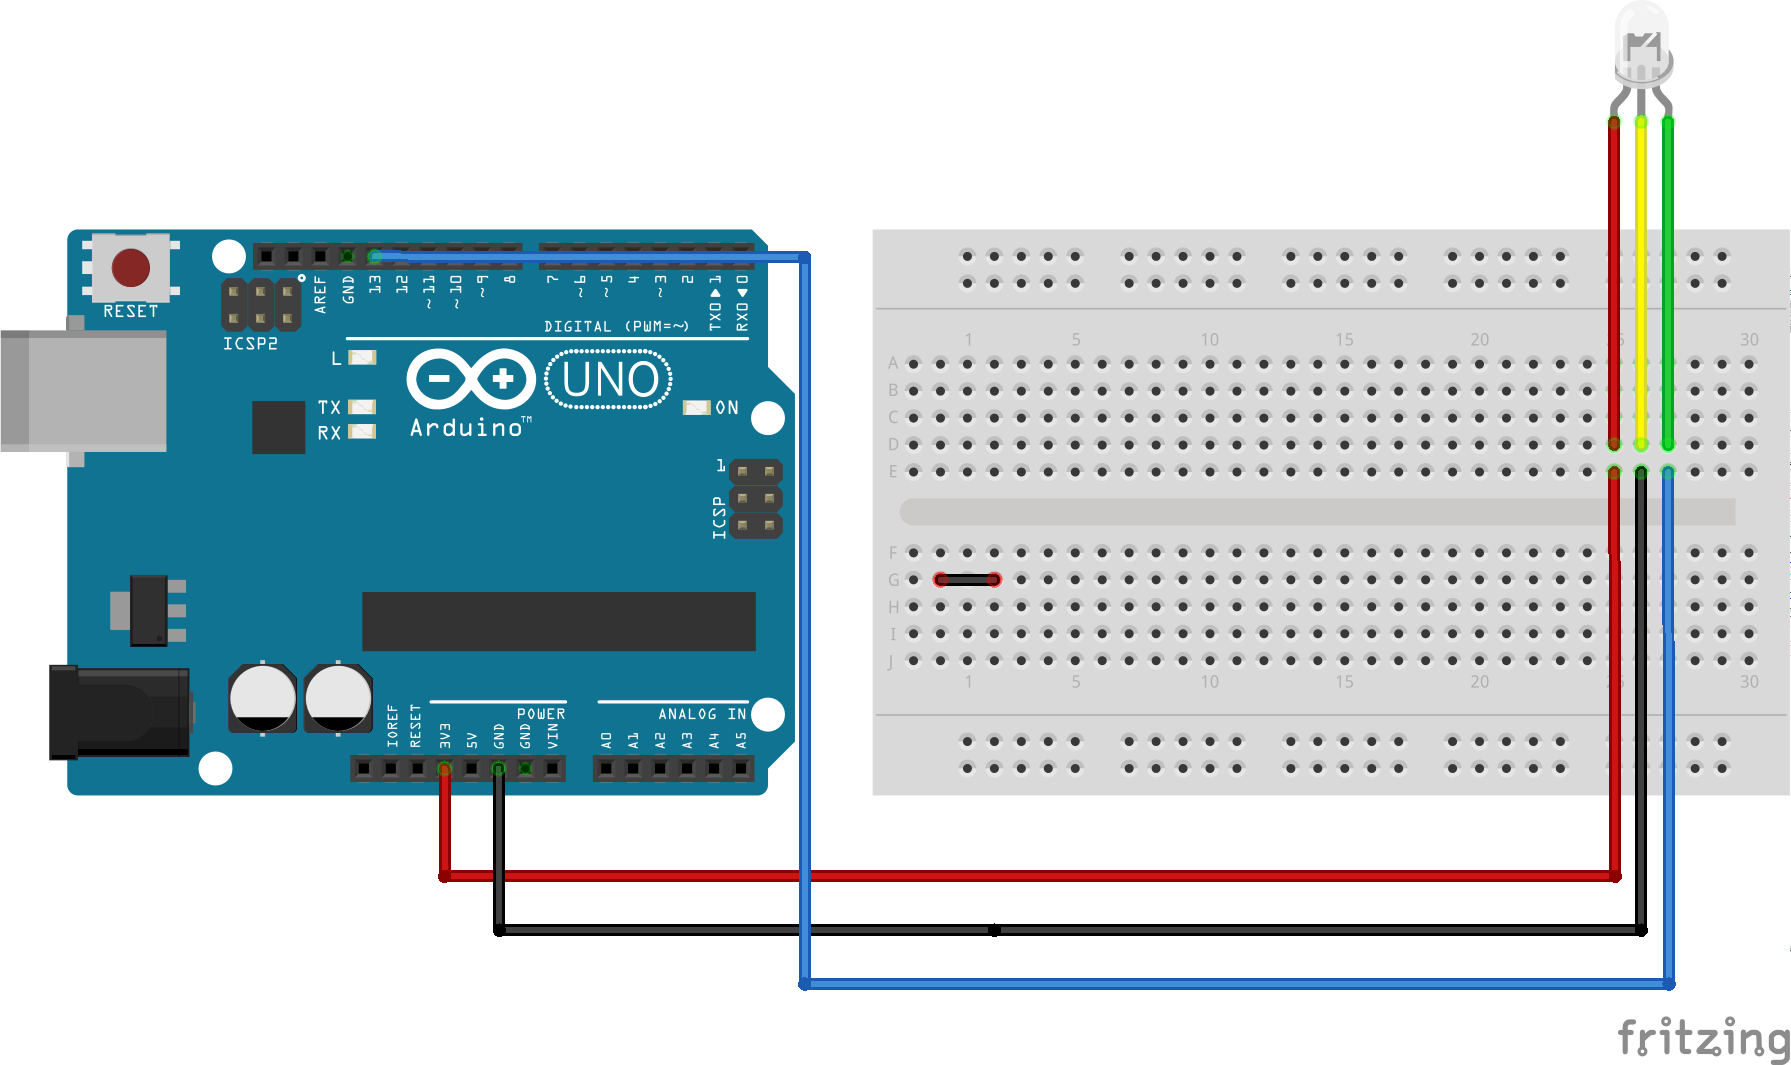 RESET
ICSP2
AREF
GND
13
12
~11
~10
~9
8
7
~6
~5
4
~3
2
TX0▶1
RX0◀0
DIGITAL (PWM=~)
L
TX
RX
UNO
Arduino™
ON
1
ICSP
IOREF
RESET
3V3
5V
GND
GND
VIN
POWER
A0
A1
A2
A3
A4
A5
ANALOG IN
1 5 10 15 20 30
A
B
C
D
E
F
G
H
I
J
1 5 10 15 20 30
fritzing